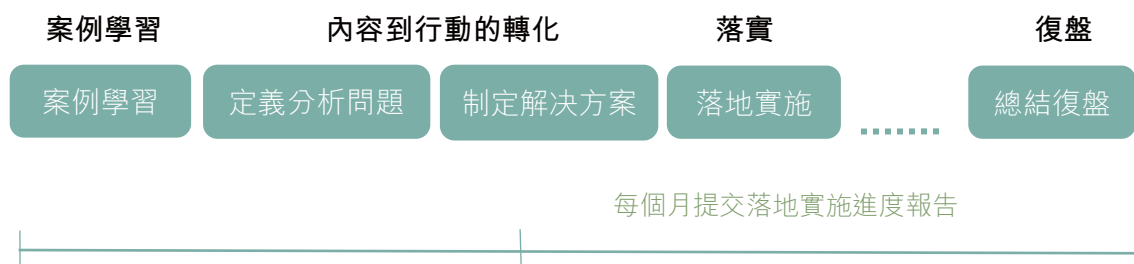 案例學習 內容到行動的轉化 落實 復盤
案例學習 定義分析問題 制定解决方案 落地實施 總結復盤
每個月提交落地實施進度報告